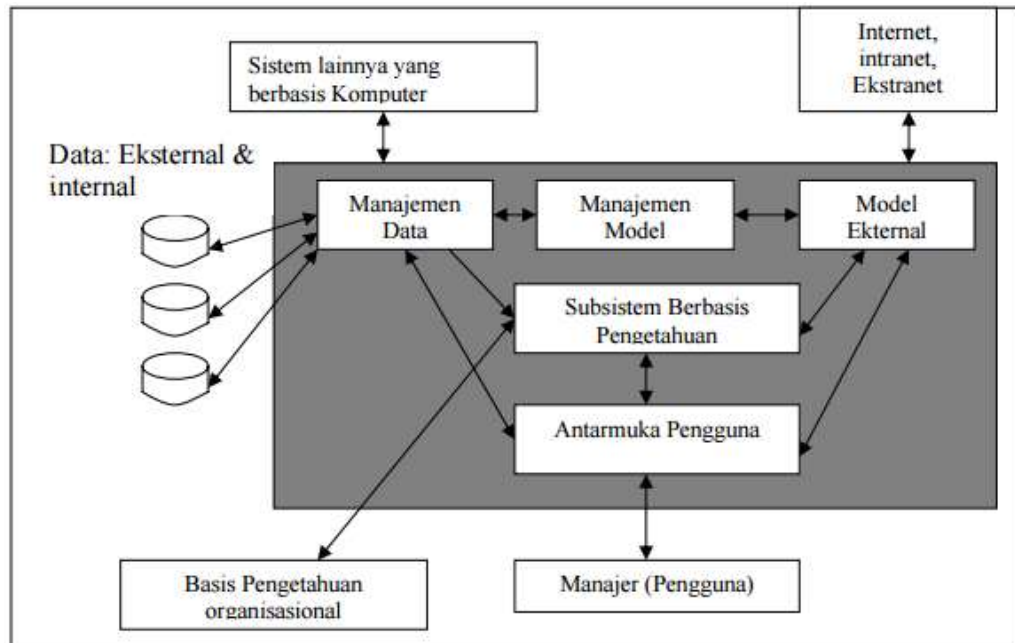 Sistem lainnya yang
berbasis Komputer
Internet,
intranet,
Ekstranet
Data: Eksternal &
internal
Manajemen
Data
Manajemen
Model
Model
Ekternal
Subsistem Berbasis
Pengetahuan
Antarmuka Pengguna
Basis Pengetahuan
organisasional
Manajer (Pengguna)